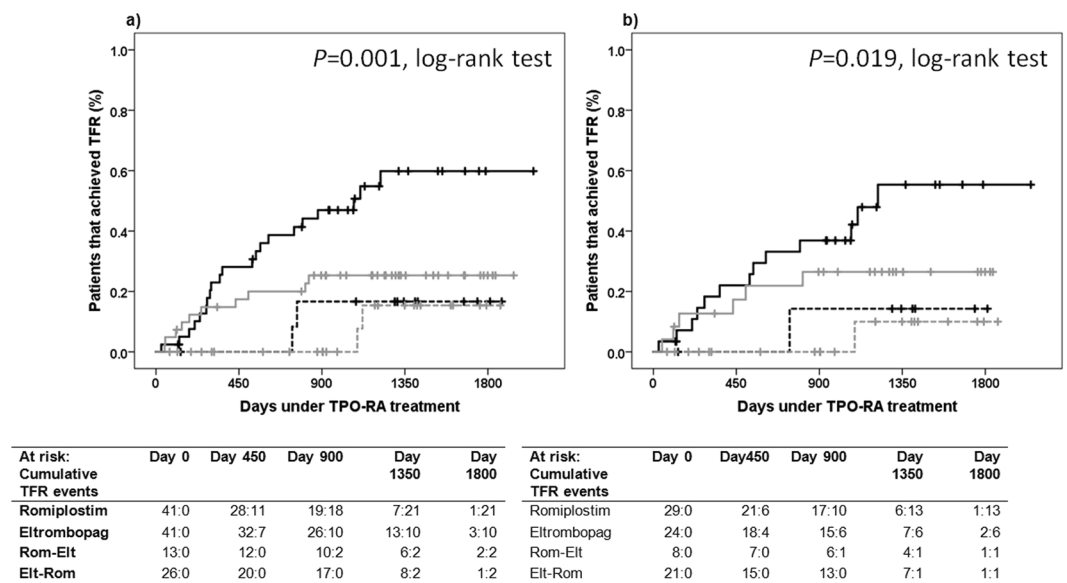 a)
P=0.001, log-rank test
Patients that achieved TFR (%)
1.0
0.8
0.6
0.4
0.2
0.0
0 450 900 1350 1800
Days under TPO-RA treatment
b)
P=0.019, log-rank test
Patients that achieved TFR (%)
1.0
0.8
0.6
0.4
0.2
0.0
0 450 900 1350 1800
Days under TPO-RA treatment
At risk: Day 0 Day 450 Day 900 Day Day
Cumulative 1350 1800
TFR events
Romiplostim 41:0 28:11 19:18 7:21 1:21
Eltrombopag 41:0 32:7 26:10 13:10 3:10
Rom-Elt 13:0 12:0 10:2 6:2 2:2
Elt-Rom 26:0 20:0 17:0 8:2 1:2
At risk: Day 0 Day450 Day 900 Day Day
Cumulative 1350 1800
TFR events
Romiplostim 29:0 21:6 17:10 6:13 1:13
Eltrombopag 24:0 18:4 15:6 7:6 2:6
Rom-Elt 8:0 7:0 6:1 4:1 1:1
Elt-Rom 21:0 15:0 13:0 7:1 1:1